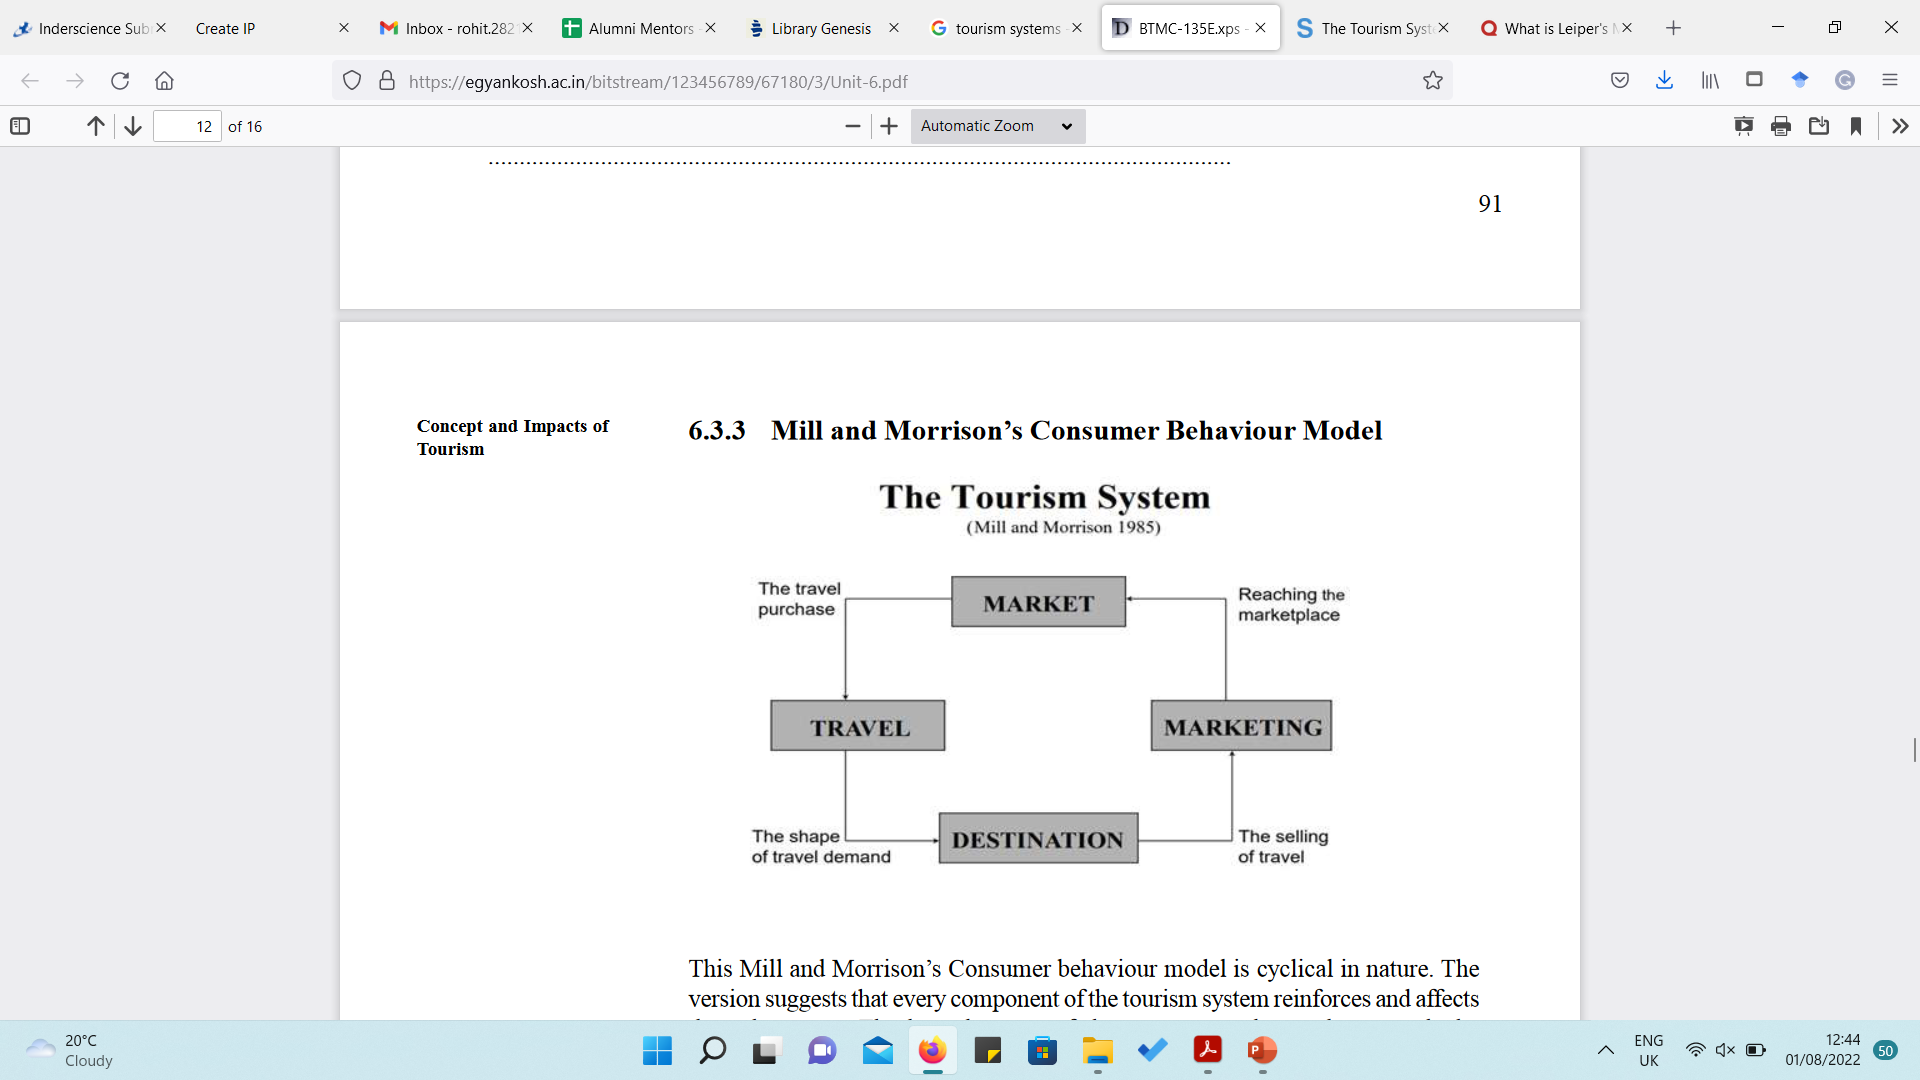 Inderscience Sub
Create IP
Inbox - rohit.282
Alumni Mentors
Library Genesis
tourism systems
BTMC-135E.xps -
The Tourism Syst
What is Leiper's M
https://egyankosh.ac.in/bitstream/123456789/67180/3/Unit-6.pdf
12 of 16
Automatic Zoom
91
Concept and Impacts of
Tourism
6.3.3 Mill and Morrison’s Consumer Behaviour Model
The Tourism System
(Mill and Morrison 1985)
The travel
purchase
MARKET
Reaching the
marketplace
TRAVEL
MARKETING
The shape
of travel demand
DESTINATION
The selling
of travel
This Mill and Morrison’s Consumer behaviour model is cyclical in nature. The
version suggests that every component of the tourism system reinforces and affects
20°C
Cloudy
ENG
UK
12:44
01/08/2022
50